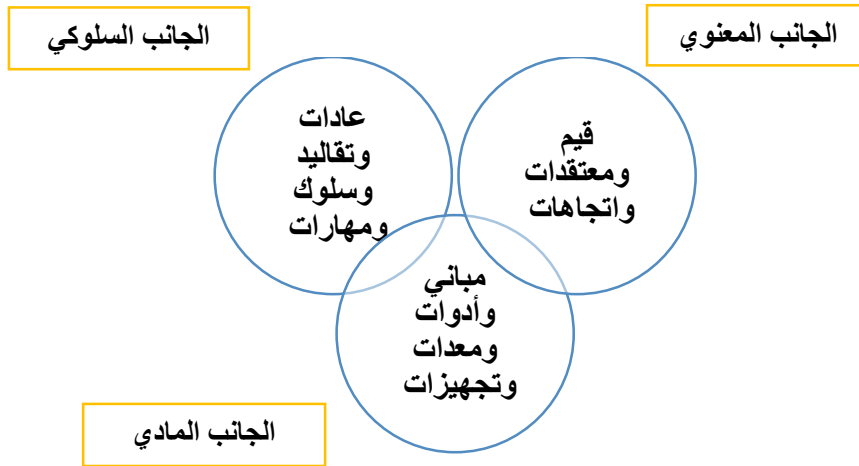 الجانب المعنوي
الجانب السلوكي
قيم
ومعتقدات
واتجاهات
عادات
وتقاليد
وسلوك
ومهارات
مباني
وأدوات
ومعدات
وتجهيزات
الجانب المادي